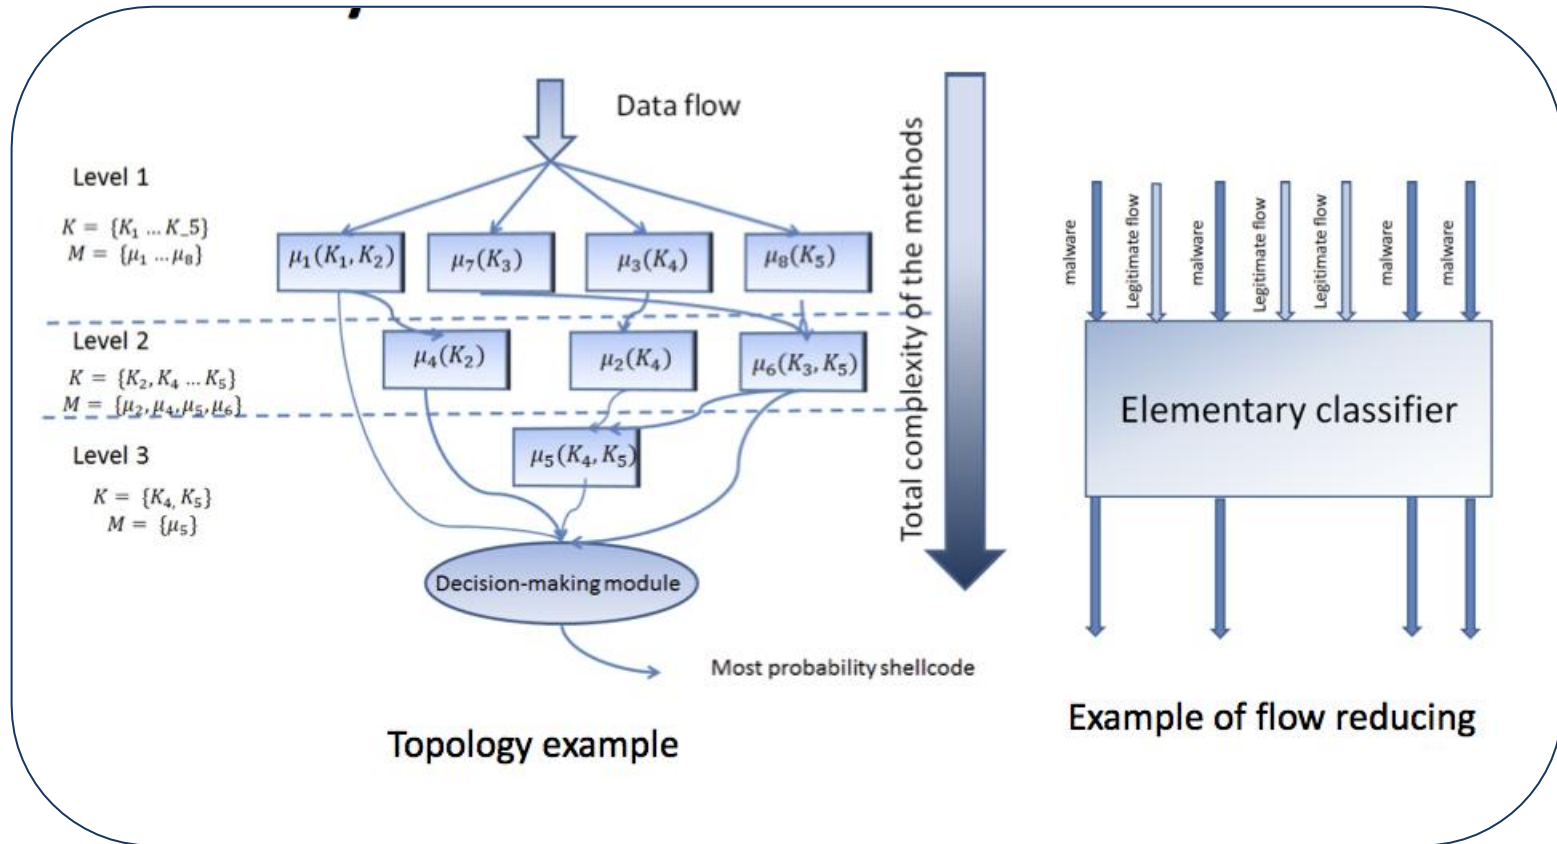 Data flow
Level 1
K = {K₁ … K_5}
M = {μ₁ … μ₈}
μ₁(K₁, K₂)
μ₇(K₃)
μ₃(K₄)
μ₈(K₅)
Level 2
K = {K₂, K₄ … K₅}
M = {μ₂, μ₄, μ₅, μ₆}
μ₄(K₂)
μ₂(K₄)
μ₆(K₃, K₅)
Level 3
K = {K₄, K₅}
M = {μ₅}
μ₅(K₄, K₅)
Decision-making module
Most probability shellcode
Topology example
Total complexity of the methods
malware
Legitimate flow
malware
Legitimate flow
Legitimate flow
malware
malware
Elementary classifier
Example of flow reducing